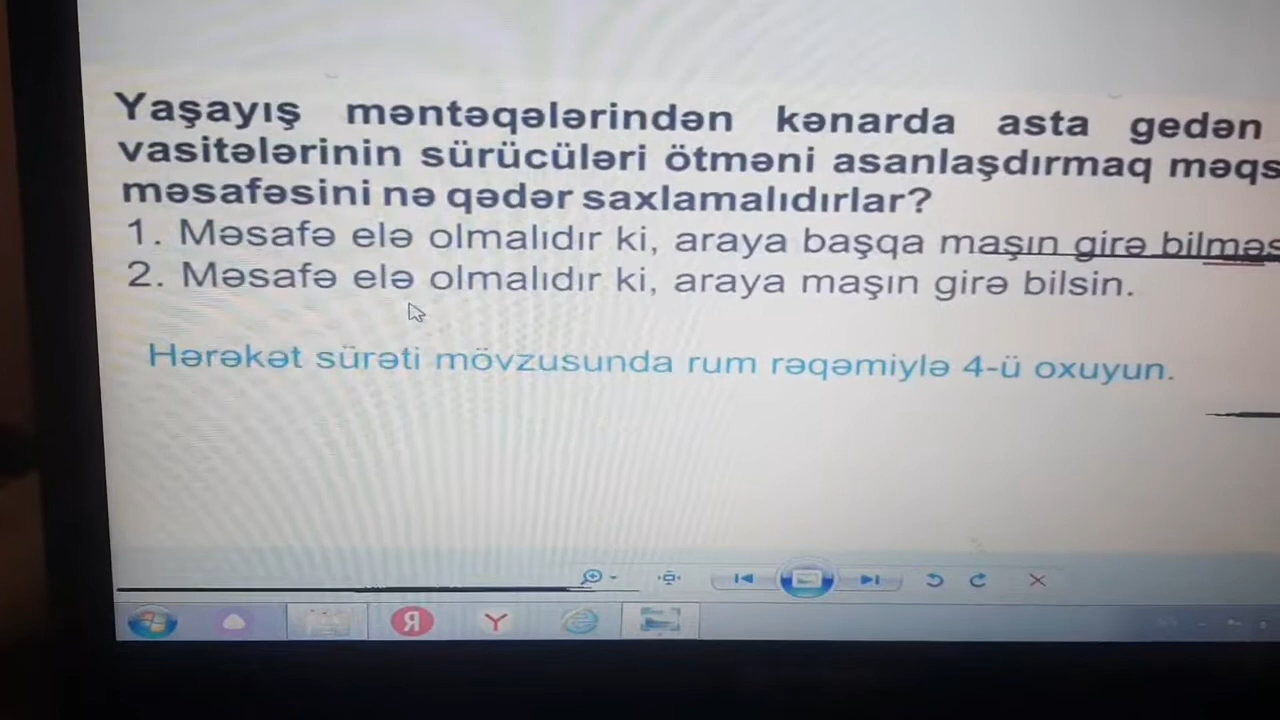 Yaşayış məntəqələrindən kənarda asta gedən
vasitələrinin sürücüləri ötməni asanlaşdırmaq
məsafəsini nə qədər saxlamalıdırlar?
1. Məsafə elə olmalıdır ki, araya başqa maşın girə
2. Məsafə elə olmalıdır ki, araya maşın girə bilsin.
Hərəkət sürəti mövzusunda rum rəqəmiylə 4-ü oxuyun.